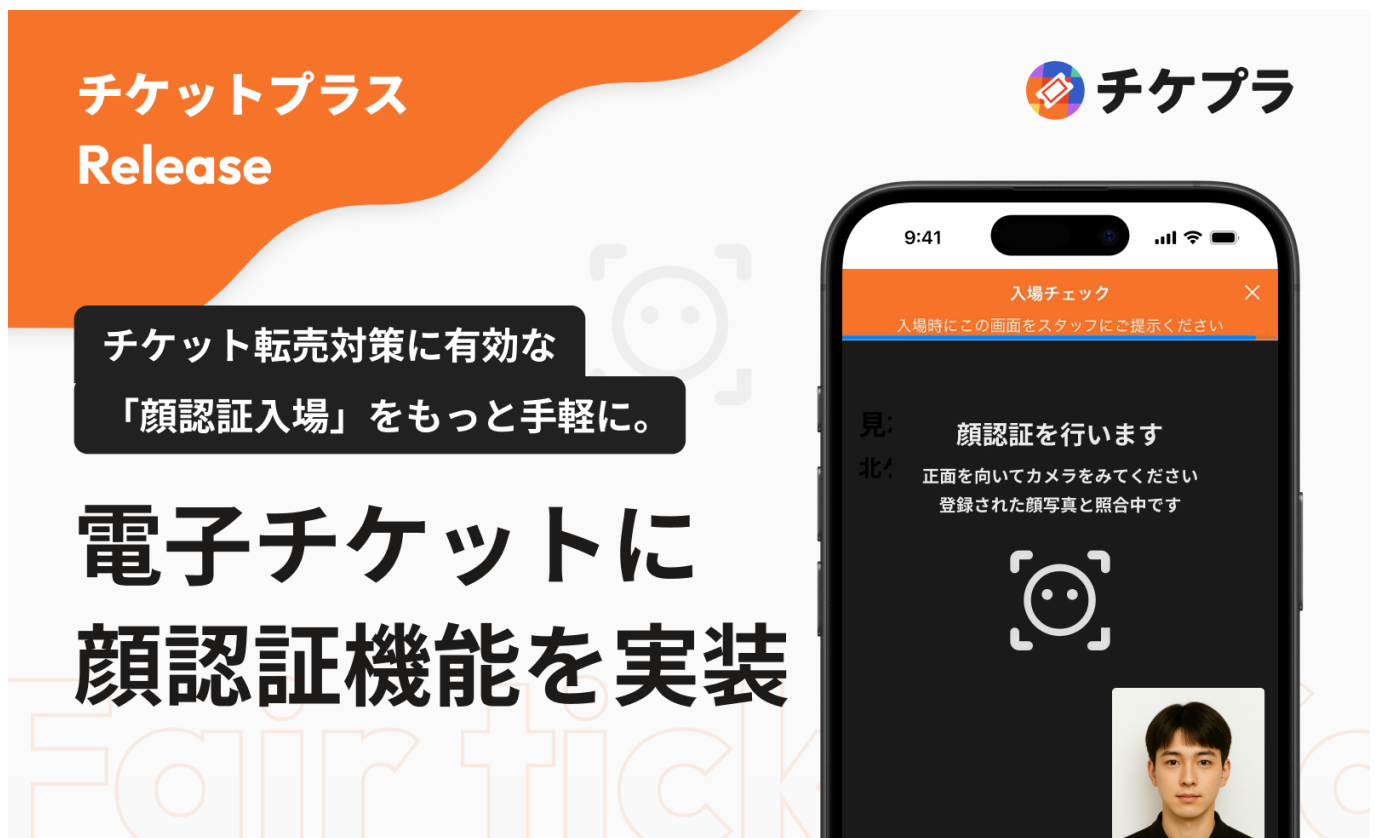 チケットプラス
Release
チケプラ
チケット転売対策に有効な
「顔認証入場」をもっと手軽に。
電子チケットに
顔認証機能を実装
9:41
入場チェック
入場時にこの画面をスタッフにご提示ください
見
北
顔認証を行います
正面を向いてカメラをみてください
登録された顔写真と照合中です
Fair tick